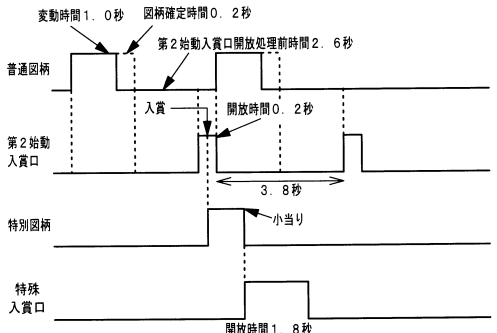 変動時間1.0秒
図柄確定時間0.2秒
第2始動入賞口開放処理前時間2.6秒
普通図柄
入賞
開放時間0.2秒
第2始動
入賞口
3.8秒
小当り
特別図柄
特殊
入賞口
開放時間1.8秒